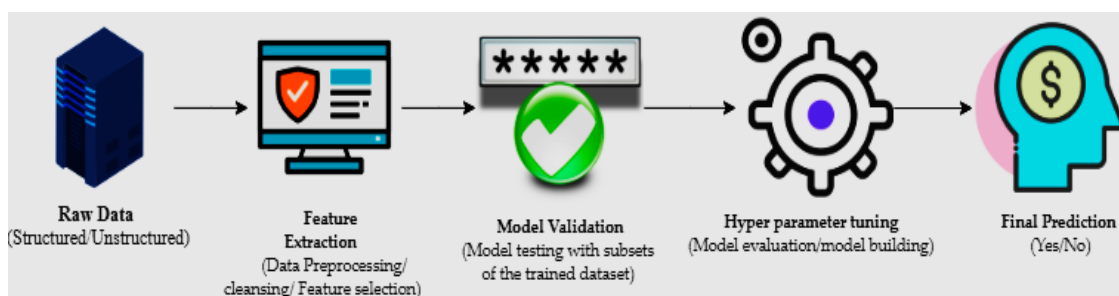 *****
$
Raw Data
(Structured/Unstructured)
Feature
Extraction
(Data Preprocessing/
cleansing/ Feature selection)
Model Validation
(Model testing with subsets
of the trained dataset)
Hyper parameter tuning
(Model evaluation/model building)
Final Prediction
(Yes/No)